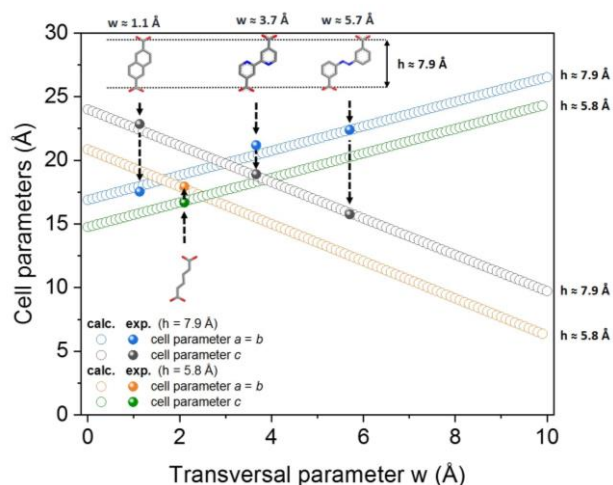 w ≈ 1.1 Å w ≈ 3.7 Å w ≈ 5.7 Å
h ≈ 7.9 Å
30
25
20
15
10
5
0
Cell parameters (Å)
h ≈ 7.9 Å
h ≈ 5.8 Å
h ≈ 7.9 Å
h ≈ 5.8 Å
calc. exp. (h = 7.9 Å)
cell parameter a = b
cell parameter c
calc. exp. (h = 5.8 Å)
cell parameter a = b
cell parameter c
0 2 4 6 8 10
Transversal parameter w (Å)